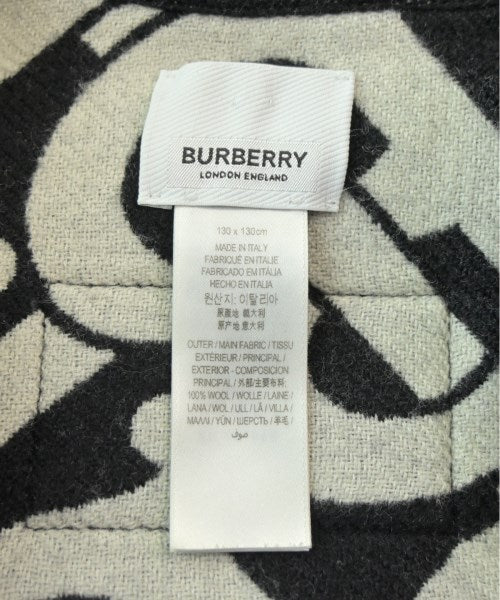 BURBERRY
LONDON ENGLAND
130 x 130cm
MADE IN ITALY
FABRIQUÉ EN ITALIE
FABRICADO EM ITÁLIA
HECHO EN ITALIA
원산지: 이탈리아
原產地 義大利
原产地 意大利
OUTER / MAIN FABRIC / TISSU
EXTÉRIEUR / PRINCIPAL /
EXTERIOR - COMPOSICION
PRINCIPAL / 外部/主要布料:
100% WOOL / WOLLE / LAINE /
LANA / WOL / ULL / LÃ / VILLA /
ΜΑΛΛΙ / YÜN / ШЕРСТЬ / 羊毛 /
صوف